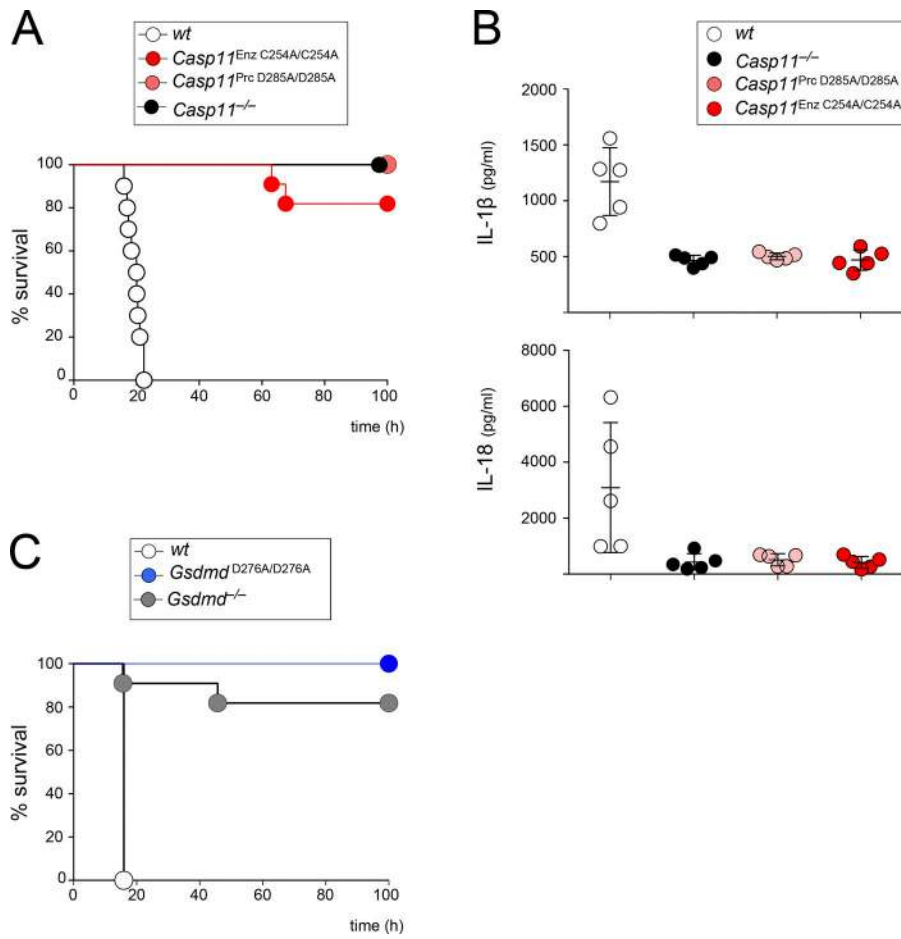 A
wt
Casp11Enz C254A/C254A
Casp11Prc D285A/D285A
Casp11–/–
100
80
60
40
20
0
% survival
0 20 40 60 80 100
time (h)
B
wt
Casp11–/–
Casp11Prc D285A/D285A
Casp11Enz C254A/C254A
2000
1500
1000
500
IL-1β (pg/ml)
8000
6000
4000
2000
IL-18 (pg/ml)
C
wt
Gsdmd D276A/D276A
Gsdmd–/–
100
80
60
40
20
0
% survival
0 20 40 60 80 100
time (h)